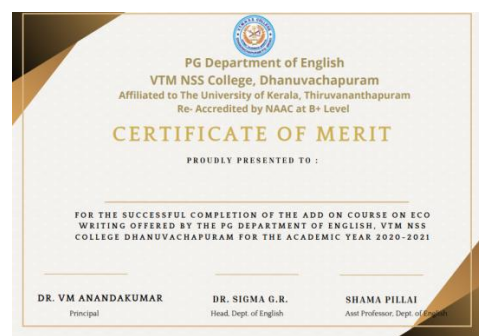 PG Department of English
VTM NSS College, Dhanuvachapuram
Affiliated to The University of Kerala, Thiruvananthapuram
Re- Accredited by NAAC at B+ Level
CERTIFICATE OF MERIT
PROUDLY PRESENTED TO :
FOR THE SUCCESSFUL COMPLETION OF THE ADD ON COURSE ON ECO
WRITING OFFERED BY THE PG DEPARTMENT OF ENGLISH, VTM NSS
COLLEGE DHANUVACHAPURAM FOR THE ACADEMIC YEAR 2020-2021
DR. VM ANANDAKUMAR DR. SIGMA G.R. SHAMA PILLAI
Principal Head, Dept. of English Asst Professor, Dept. of English